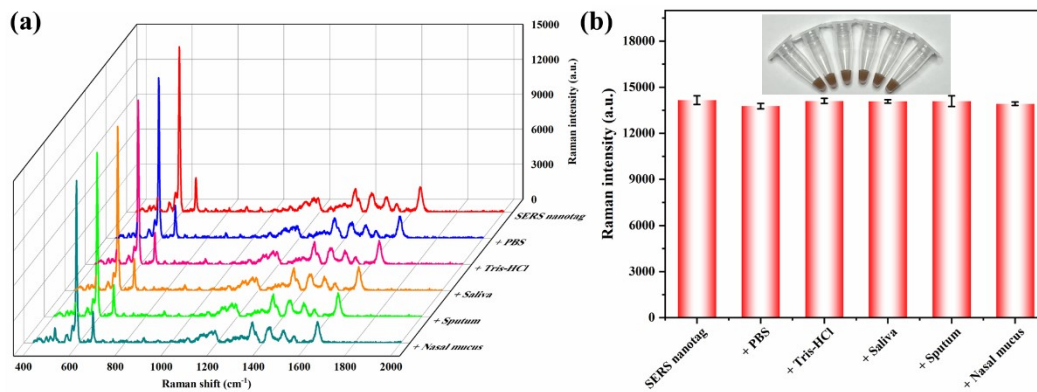 (a)
15000
12000
9000
6000
3000
0
Raman intensity (a.u.)
SERS nanotag
+ PBS
+ Tris-HCl
+ Saliva
+ Sputum
+ Nasal mucus
400 600 800 1000 1200 1400 1600 1800 2000
Raman shift (cm⁻¹)
(b)
18000
15000
12000
9000
6000
3000
0
Raman intensity (a.u.)
SERS nanotag
+ PBS
+ Tris-HCl
+ Saliva
+ Sputum
+ Nasal mucus